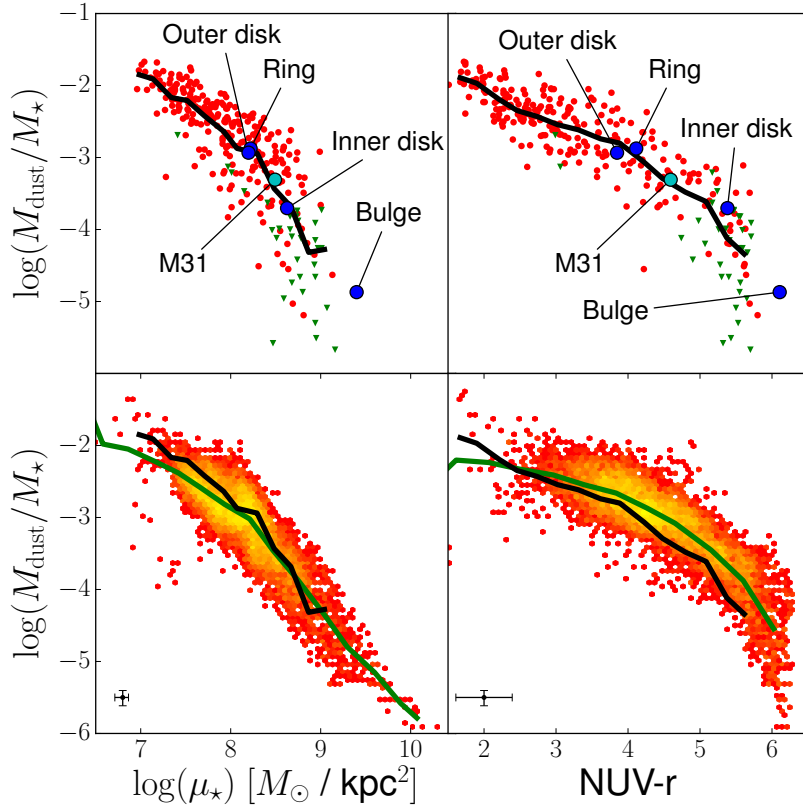 −1
−2
−3
−4
−5
log(M_dust/M_⋆)
Outer disk
Ring
Inner disk
Bulge
M31
Outer disk
Ring
Inner disk
M31
Bulge
−2
−3
−4
−5
−6
log(M_dust/M_⋆)
7 8 9 10
log(μ_⋆) [M_⊙ / kpc²]
2 3 4 5 6
NUV-r